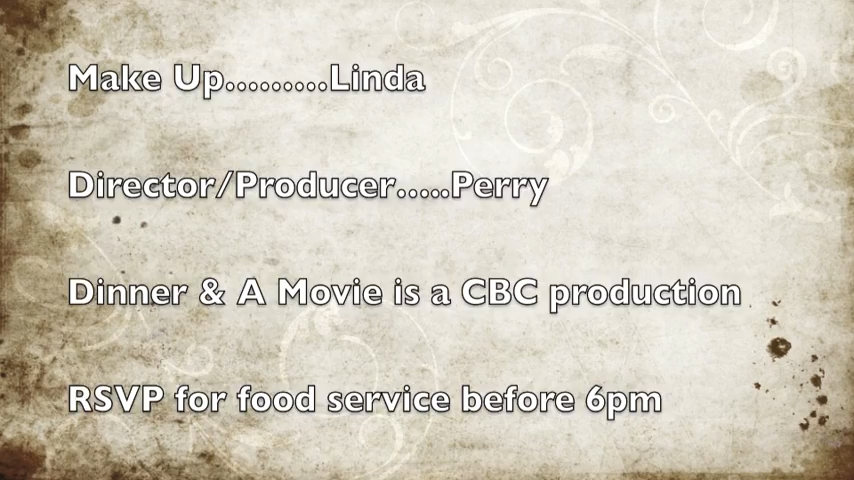 Make Up.........Linda
Director/Producer.....Perry
Dinner & A Movie is a CBC production
RSVP for food service before 6pm